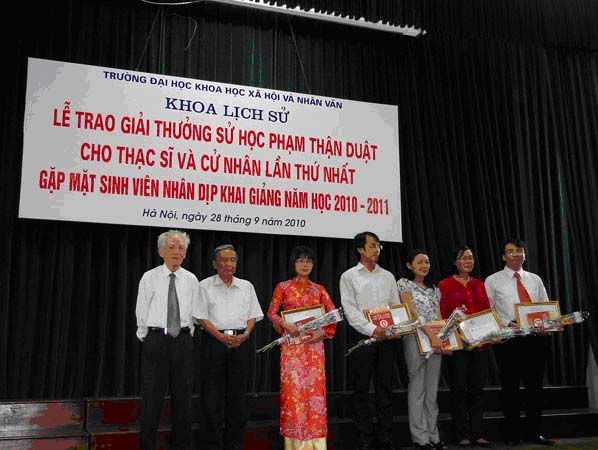 TRƯỜNG ĐẠI HỌC KHOA HỌC XÃ HỘI VÀ NHÂN VĂN
KHOA LỊCH SỬ
LỄ TRAO GIẢI THƯỞNG SỬ HỌC PHẠM THẬN DUẬT
CHO THẠC SĨ VÀ CỬ NHÂN LẦN THỨ NHẤT
GẶP MẶT SINH VIÊN NHÂN DỊP KHAI GIẢNG NĂM HỌC 2010 - 2011
Hà Nội, ngày 28 tháng 9 năm 2010